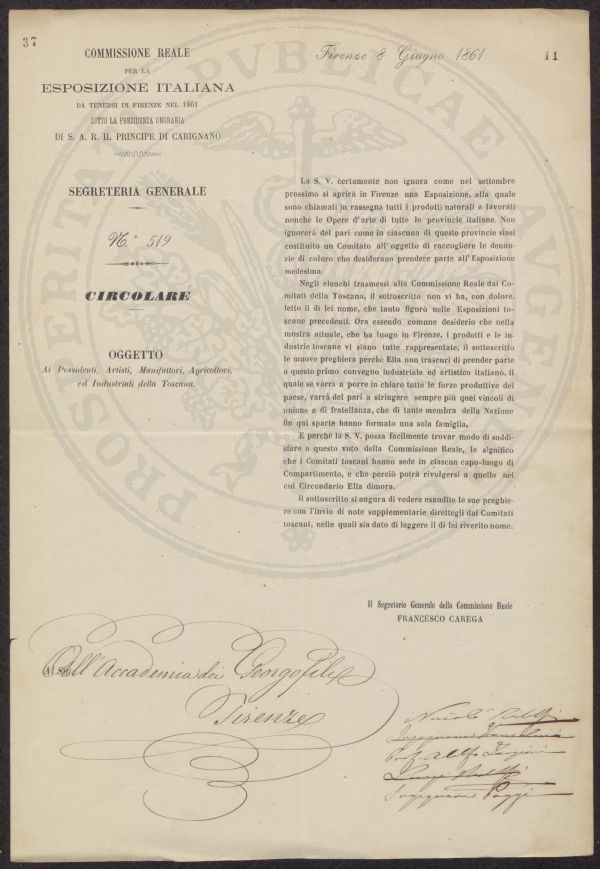 37
COMMISSIONE REALE
PER LA
ESPOSIZIONE ITALIANA
DA TENERSI IN FIRENZE NEL 1861
SOTTO LA PRESIDENZA ONORARIA
DI S. A. R. IL PRINCIPE DI CARIGNANO
SEGRETERIA GENERALE
N.° 519
CIRCOLARE
OGGETTO
Ai Possidenti, Artisti, Manifattori, Agricoltori,
ed Industriali della Toscana.
Firenze 8 Giugno 1861
11
La S. V. certamente non ignora come nel settembre
prossimo si aprirà in Firenze una Esposizione, alla quale
sono chiamati in rassegna tutti i prodotti naturali e lavorati
nonche le Opere d'arte di tutte le provincie italiane. Non
ignorerà del pari come in ciascuna di queste provincie siasi
costituito un Comitato all'oggetto di raccogliere le denun-
zie di coloro che desiderano prendere parte all'Esposizione
medesima.
Negli elenchi trasmessi alla Commissione Reale dai Co-
mitati della Toscana, il sottoscritto non vi ha, con dolore,
letto il di lei nome, che tanto figurò nelle Esposizioni to-
scane precedenti. Ora essendo comune desiderio che nella
mostra attuale, che ha luogo in Firenze, i prodotti e le in-
dustrie toscane vi siano tutte rappresentate, il sottoscritto
le muove preghiera perchè Ella non trascuri di prender parte
a questo primo convegno industriale ed artistico italiano, il
quale se varrà a porre in chiaro tutte le forze produttive del
paese, varrà del pari a stringere sempre più quei vincoli di
unione e di fratellanza, che di tante membra della Nazione
fin qui sparte hanno formato una sola famiglia.
E perchè la S. V. possa facilmente trovar modo di soddi-
sfare a questo voto della Commissione Reale, le significo
che i Comitati toscani hanno sede in ciascun capo-luogo di
Compartimento, e che perciò potrà rivolgersi a quello nel
cui Circondario Ella dimora.
Il sottoscritto si augura di vedere esaudite le sue preghie-
re con l'invio di note supplementarie direttegli dai Comitati
toscani, nelle quali sia dato di leggere il di lei riverito nome.
Il Segretario Generale della Commissione Reale
FRANCESCO CAREGA
All'Accademia dei Georgofili
Firenze
Ingegnere
Ingegnere Poggi
PROSPERITATI PUBLICAE